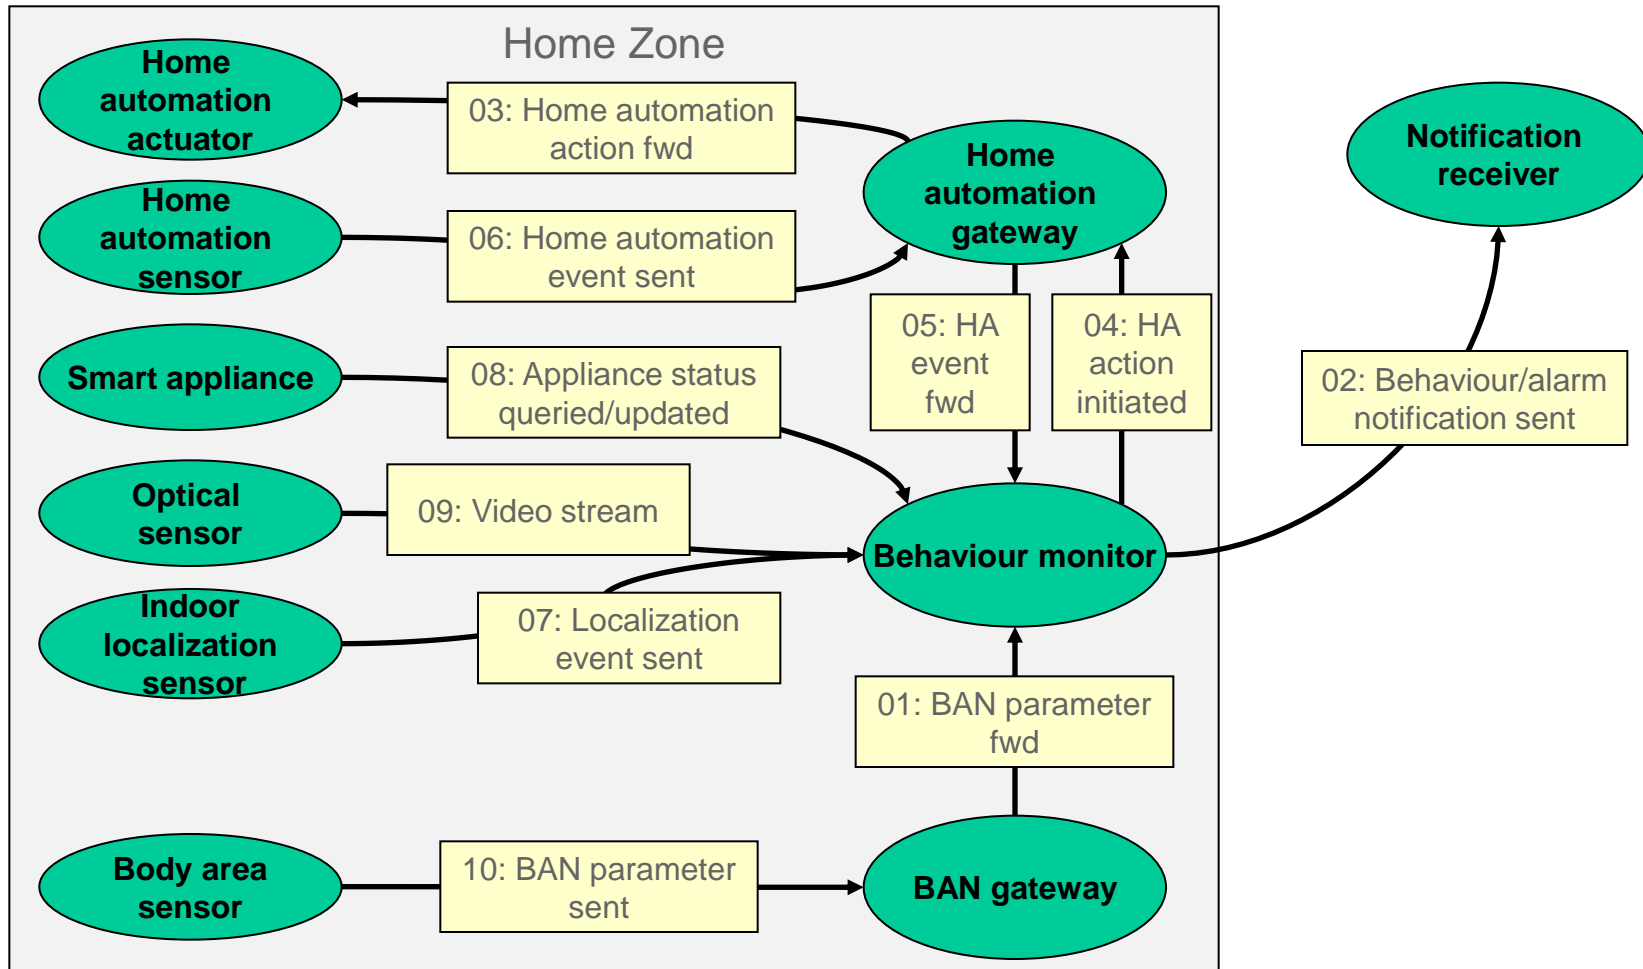 Home Zone
Home
automation
actuator
03: Home automation
action fwd
Home
automation
gateway
Notification
receiver
Home
automation
sensor
06: Home automation
event sent
05: HA
event
fwd
04: HA
action
initiated
Smart appliance
08: Appliance status
queried/updated
02: Behaviour/alarm
notification sent
Optical
sensor
09: Video stream
Behaviour monitor
Indoor
localization
sensor
07: Localization
event sent
01: BAN parameter
fwd
Body area
sensor
10: BAN parameter
sent
BAN gateway